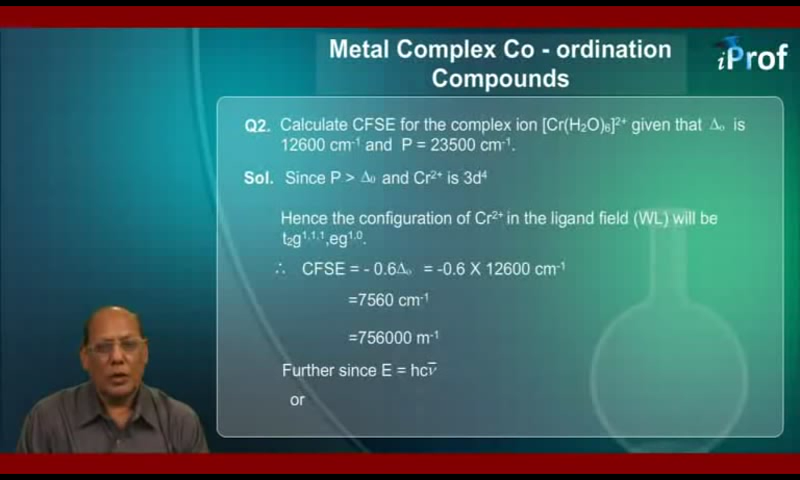 Metal Complex Co - ordination
Compounds
iProf
Q2. Calculate CFSE for the complex ion [Cr(H₂O)₆]²⁺ given that Δₒ is
12600 cm⁻¹ and P = 23500 cm⁻¹.
Sol. Since P > Δₒ and Cr²⁺ is 3d⁴
Hence the configuration of Cr²⁺ in the ligand field (WL) will be
t₂g¹,¹,¹,eg¹,⁰.
∴ CFSE = - 0.6Δₒ = -0.6 X 12600 cm⁻¹
=7560 cm⁻¹
=756000 m⁻¹
Further since E = hcν̅
or